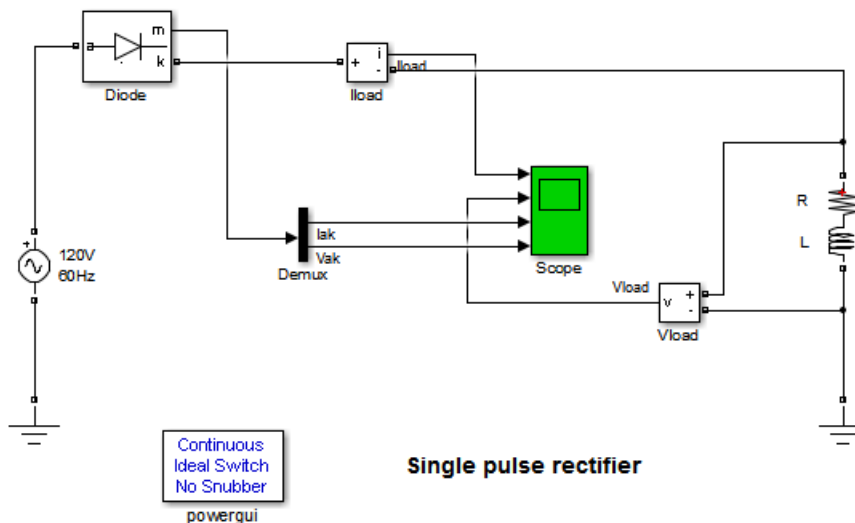 m
a
k
Diode
+
i
-
Iload
Iload
+
120V
60Hz
Iak
Vak
Demux
Scope
R
L
Vload
v
+
-
Vload
Continuous
Ideal Switch
No Snubber
powergui
Single pulse rectifier